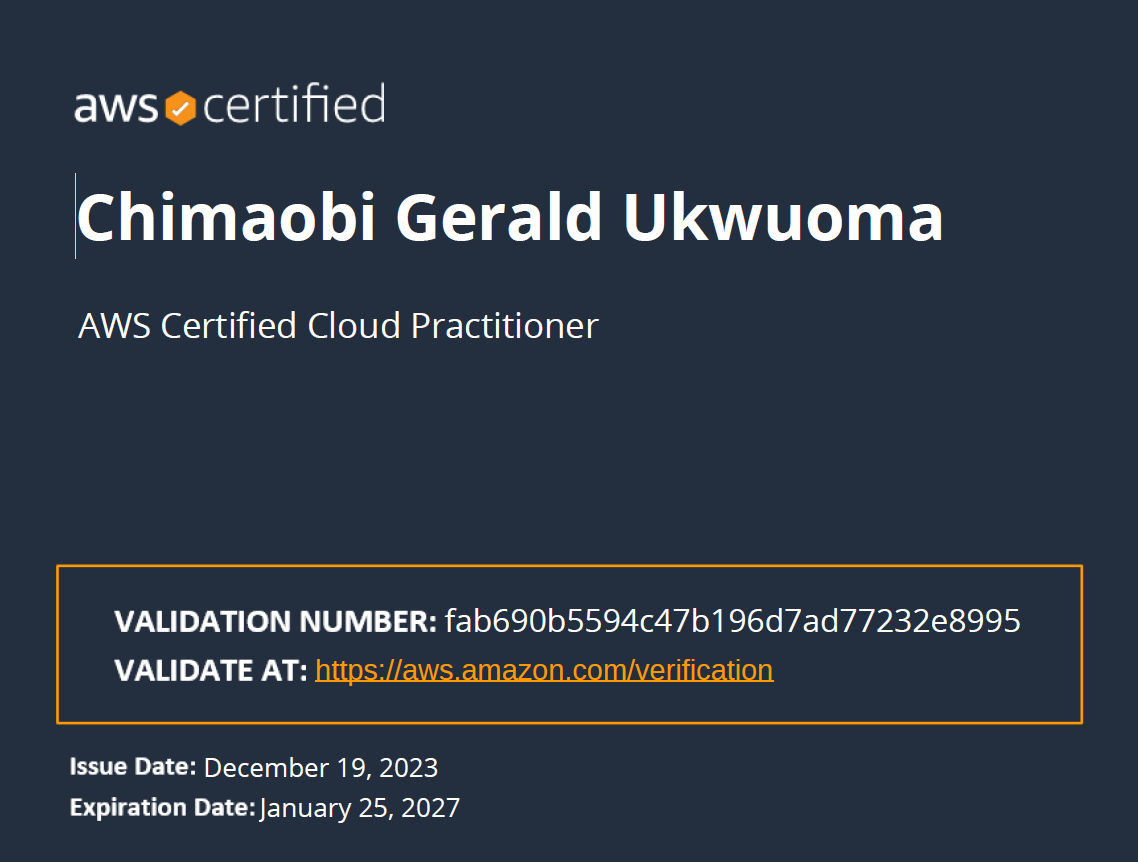 aws certified
Chimaobi Gerald Ukwuoma
AWS Certified Cloud Practitioner
VALIDATION NUMBER: fab690b5594c47b196d7ad77232e8995
VALIDATE AT: https://aws.amazon.com/verification
Issue Date: December 19, 2023
Expiration Date: January 25, 2027